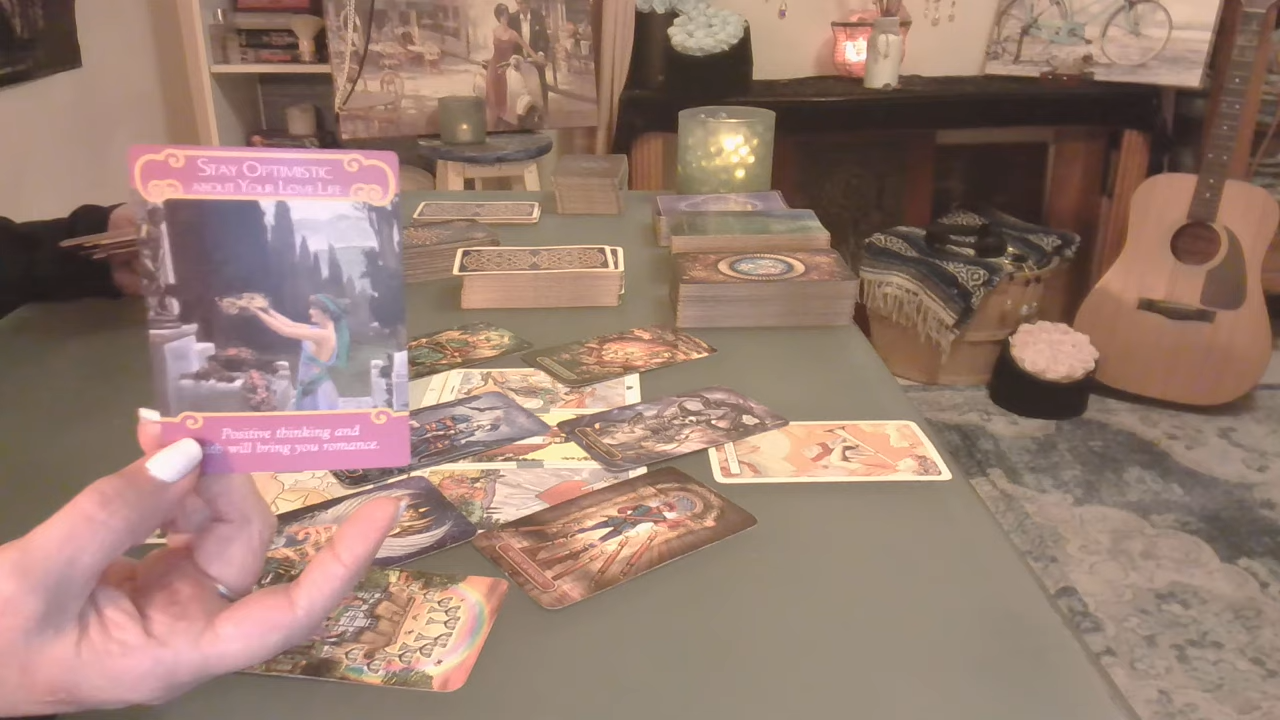 STAY OPTIMISTIC
ABOUT YOUR LOVE LIFE
Positive thinking and
will bring you romance.